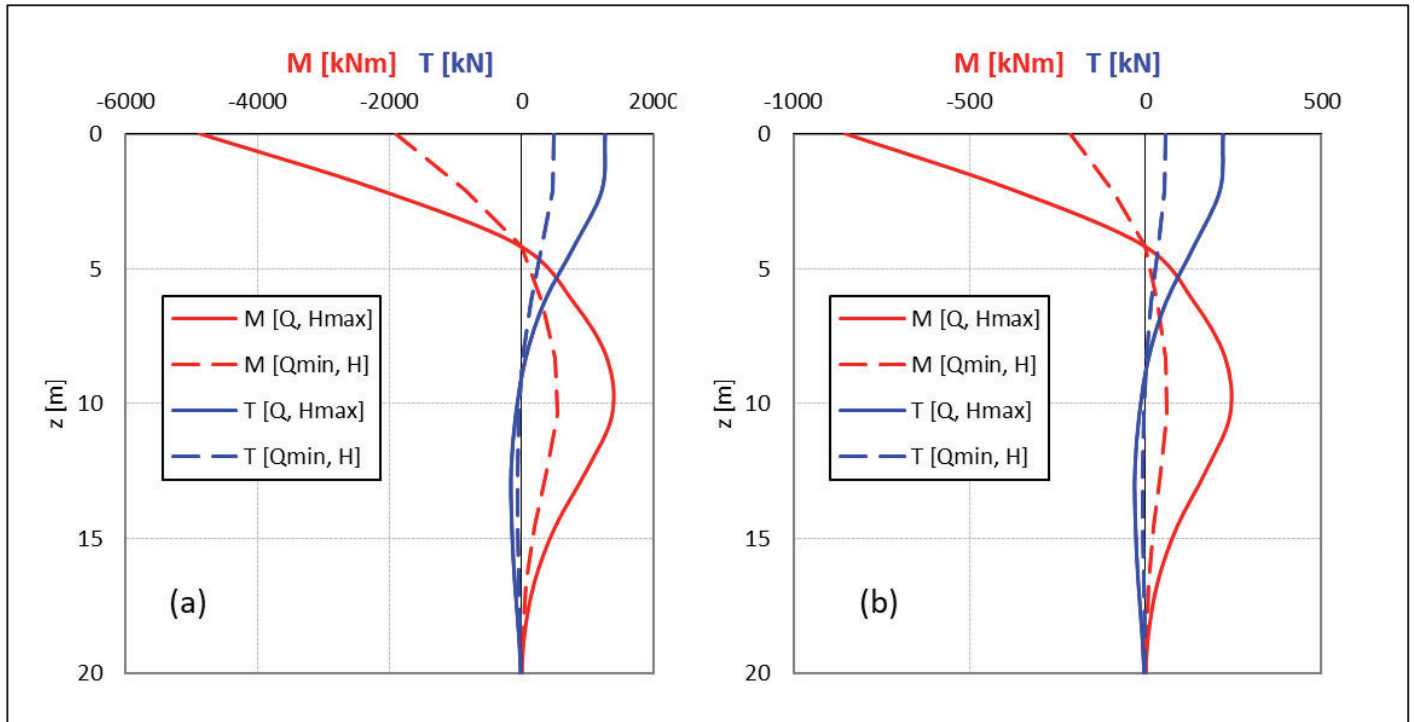 M [kNm] T [kN]
-6000 -4000 -2000 0 2000
0
5
10
15
20
z [m]
M [Q, Hmax]
M [Qmin, H]
T [Q, Hmax]
T [Qmin, H]
(a)
M [kNm] T [kN]
-1000 -500 0 500
0
5
10
15
20
z [m]
M [Q, Hmax]
M [Qmin, H]
T [Q, Hmax]
T [Qmin, H]
(b)